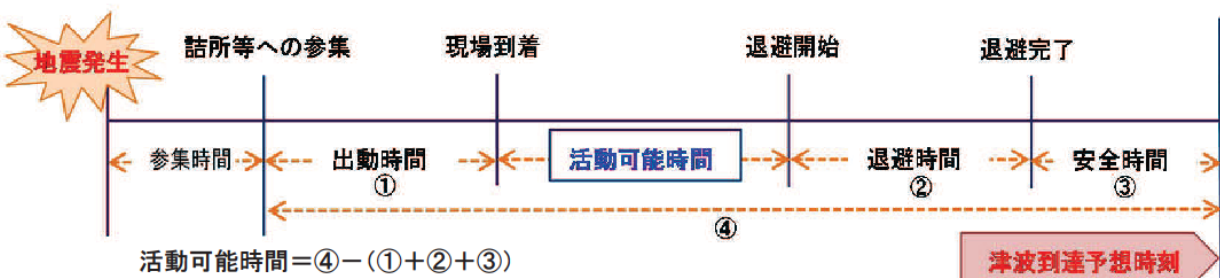 地震発生
詰所等への参集
現場到着
退避開始
退避完了
参集時間
出動時間
①
活動可能時間
退避時間
②
安全時間
③
④
活動可能時間=④-(①+②+③)
津波到達予想時刻